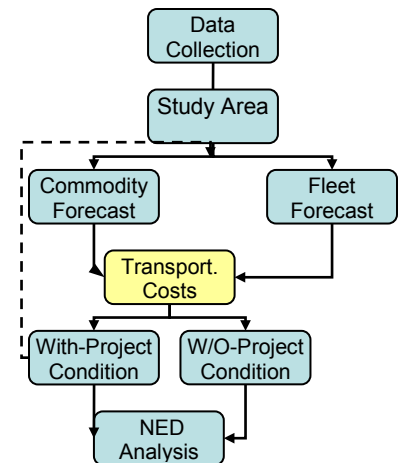 Data
Collection
Study Area
Commodity
Forecast
Fleet
Forecast
Transport.
Costs
With-Project
Condition
W/O-Project
Condition
NED
Analysis